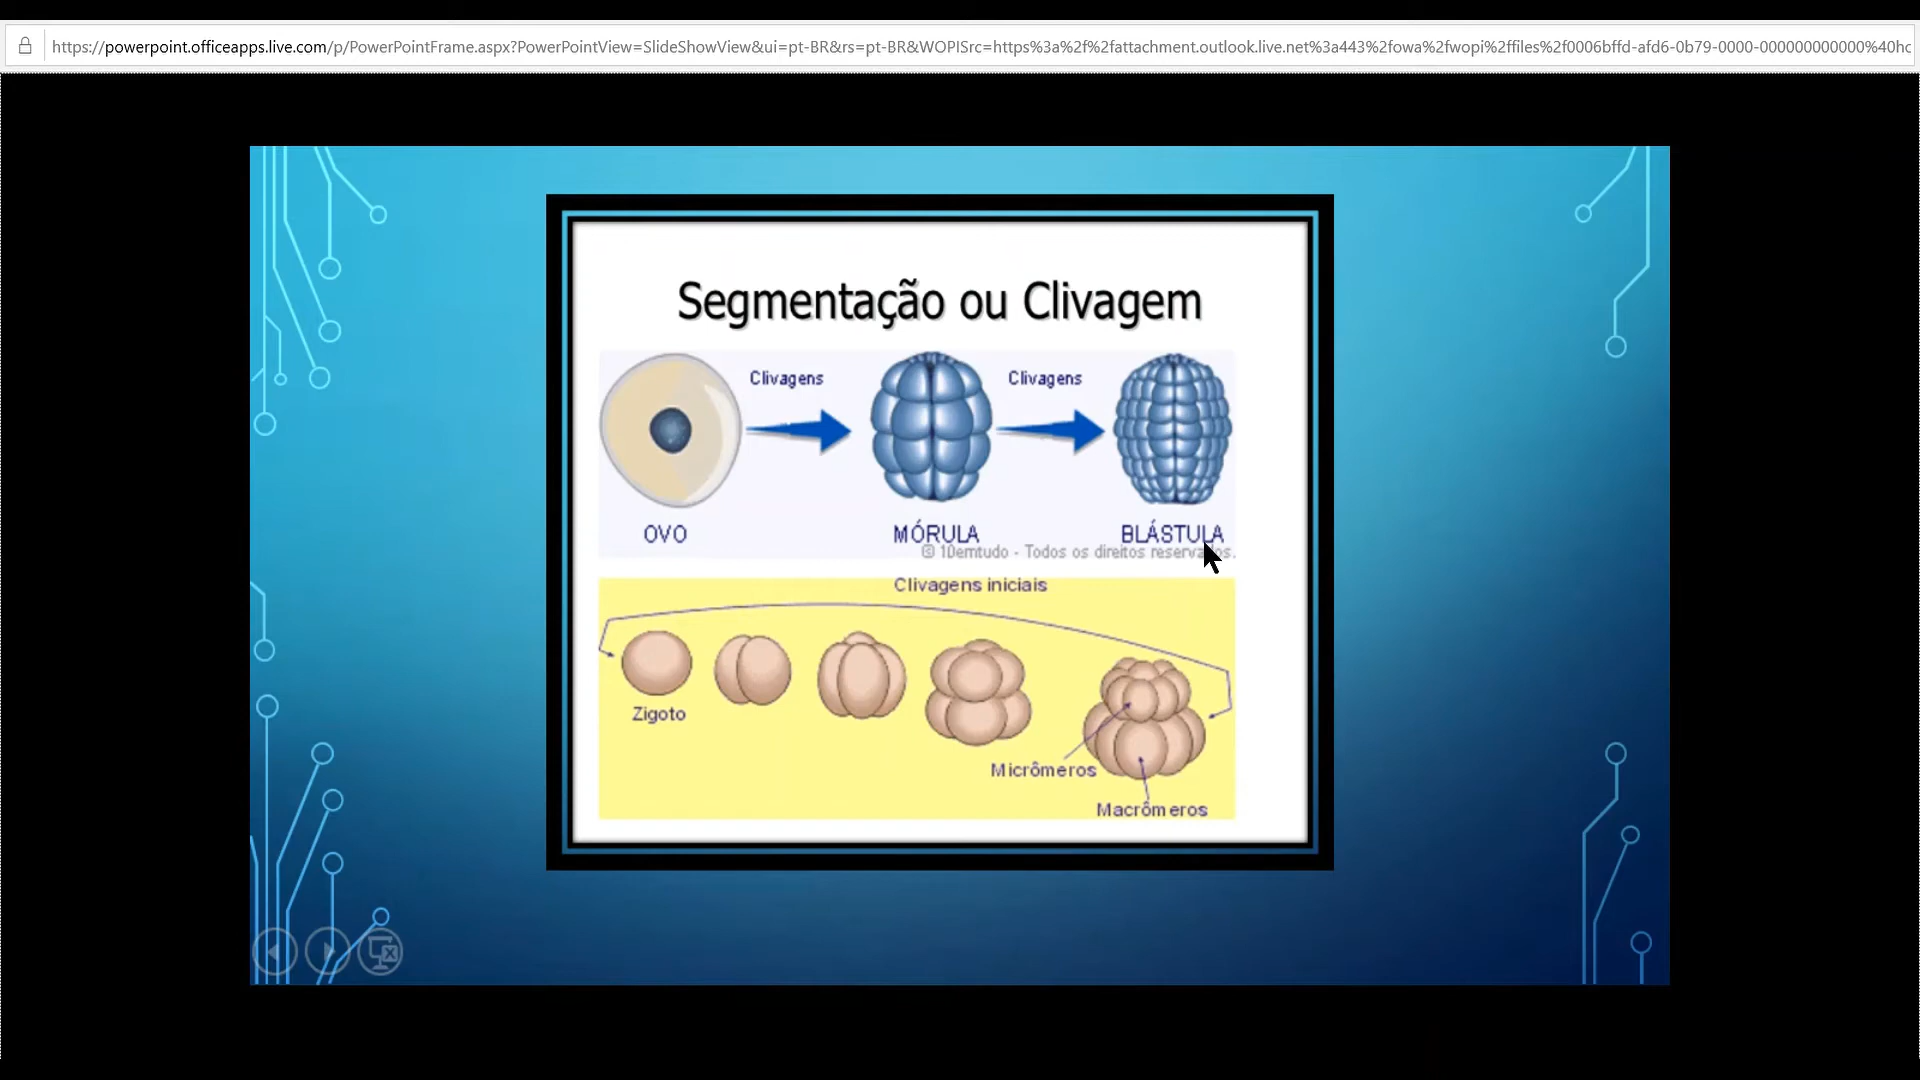 https://powerpoint.officeapps.live.com/p/PowerPointFrame.aspx?PowerPointView=SlideShowView&ui=pt-BR&rs=pt-BR&WOPISrc=https%3a%2f%2fattachment.outlook.live.net%3a443%2fowa%2fwopi%2ffiles%2f0006bffd-afd6-0b79-0000-000000000000%40hc
Segmentação ou Clivagem
Clivagens
Clivagens
OVO
MÓRULA
BLÁSTULA
© 10emtudo - Todos os direitos reservados.
Clivagens iniciais
Zigoto
Micrômeros
Macrômeros